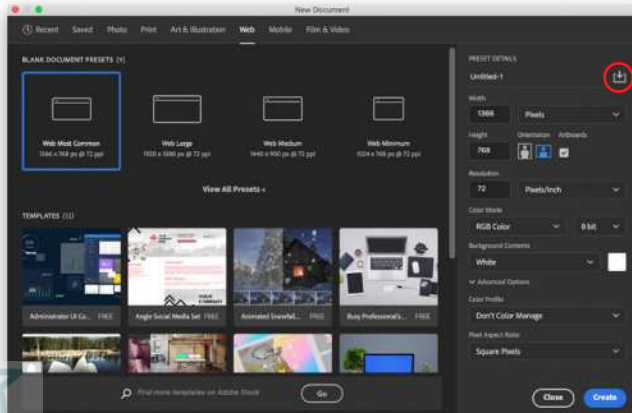 New Document
Recent Saved Photo Print Art & Illustration Web Mobile Film & Video
BLANK DOCUMENT PRESETS (9)
Web Most Common
1366 x 768 px @ 72 ppi
Web Large
1920 x 1080 px @ 72 ppi
Web Medium
1440 x 900 px @ 72 ppi
Web Minimum
1024 x 768 px @ 72 ppi
View All Presets +
TEMPLATES (12)
YOUR COMPANY
Administrator UI Co... FREE
Angle Social Media Set FREE
Animated Snowfall... FREE
Busy Professional's... FREE
Find more templates on Adobe Stock
Go
PRESET DETAILS
Untitled-1
Width
1366 Pixels
Height Orientation Artboards
768
Resolution
72 Pixels/Inch
Color Mode
RGB Color 8 bit
Background Contents
White
Advanced Options
Color Profile
Don't Color Manage
Pixel Aspect Ratio
Square Pixels
Close Create